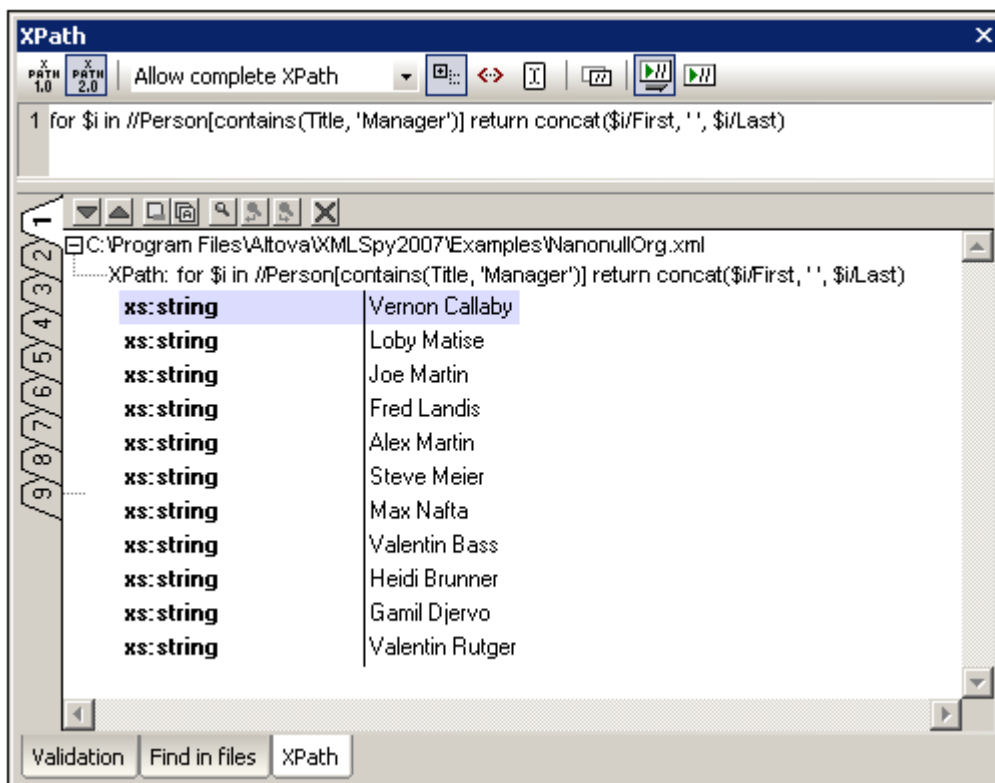 XPath
X PATH 1.0 X PATH 2.0 Allow complete XPath
1 for $i in //Person[contains(Title, 'Manager')] return concat($i/First, ' ', $i/Last)
1
2
3
4
5
6
7
8
9
C:\Program Files\Altova\XMLSpy2007\Examples\NanonullOrg.xml
XPath: for $i in //Person[contains(Title, 'Manager')] return concat($i/First, ' ', $i/Last)
xs:string Vernon Callaby
xs:string Loby Matise
xs:string Joe Martin
xs:string Fred Landis
xs:string Alex Martin
xs:string Steve Meier
xs:string Max Nafta
xs:string Valentin Bass
xs:string Heidi Brunner
xs:string Gamil Djervo
xs:string Valentin Rutger
Validation Find in files XPath